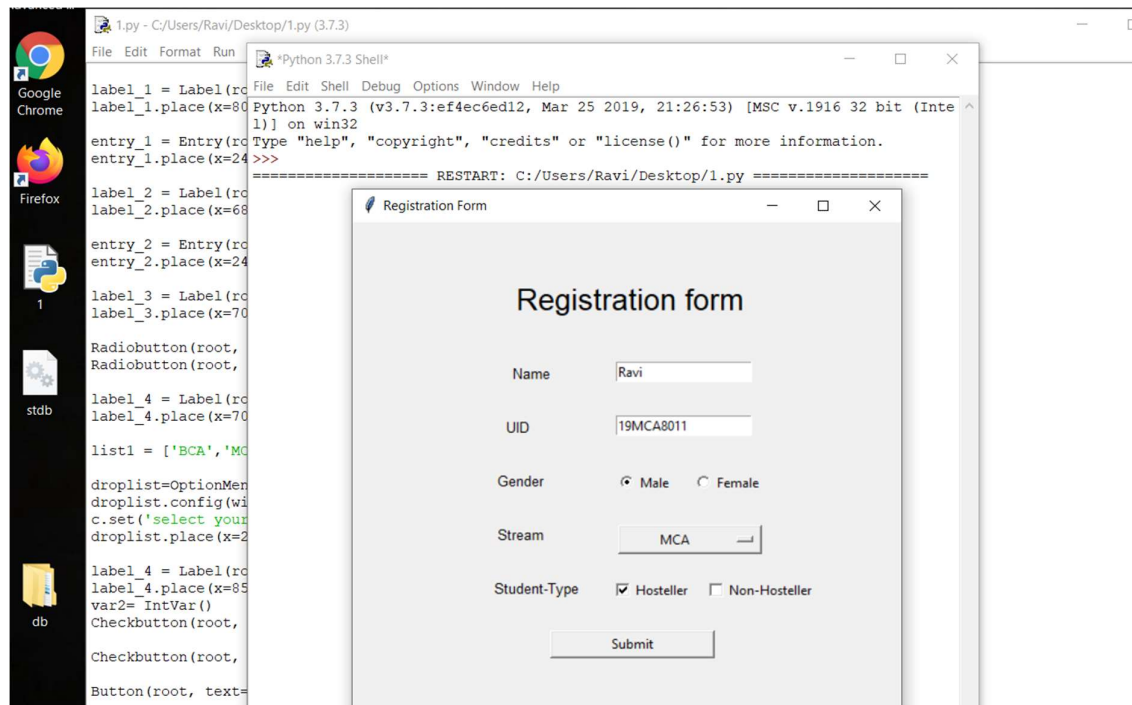 1.py - C:/Users/Ravi/Desktop/1.py (3.7.3)
File Edit Format Run
Google
Chrome
Firefox
1
stdb
db
label_1 = Label(ro
label_1.place(x=80
entry_1 = Entry(ro
entry_1.place(x=24
label_2 = Label(ro
label_2.place(x=68
entry_2 = Entry(ro
entry_2.place(x=24
label_3 = Label(ro
label_3.place(x=70
Radiobutton(root,
Radiobutton(root,
label_4 = Label(ro
label_4.place(x=70
list1 = ['BCA','MC
droplist=OptionMen
droplist.config(wi
c.set('select your
droplist.place(x=2
label_4 = Label(ro
label_4.place(x=85
var2= IntVar()
Checkbutton(root,
Checkbutton(root,
Button(root, text=
*Python 3.7.3 Shell*
File Edit Shell Debug Options Window Help
Python 3.7.3 (v3.7.3:ef4ec6ed12, Mar 25 2019, 21:26:53) [MSC v.1916 32 bit (Inte
l)] on win32
Type "help", "copyright", "credits" or "license()" for more information.
>>>
==================== RESTART: C:/Users/Ravi/Desktop/1.py ====================
Registration Form
Registration form
Name Ravi
UID 19MCA8011
Gender Male Female
Stream MCA
Student-Type Hosteller Non-Hosteller
Submit